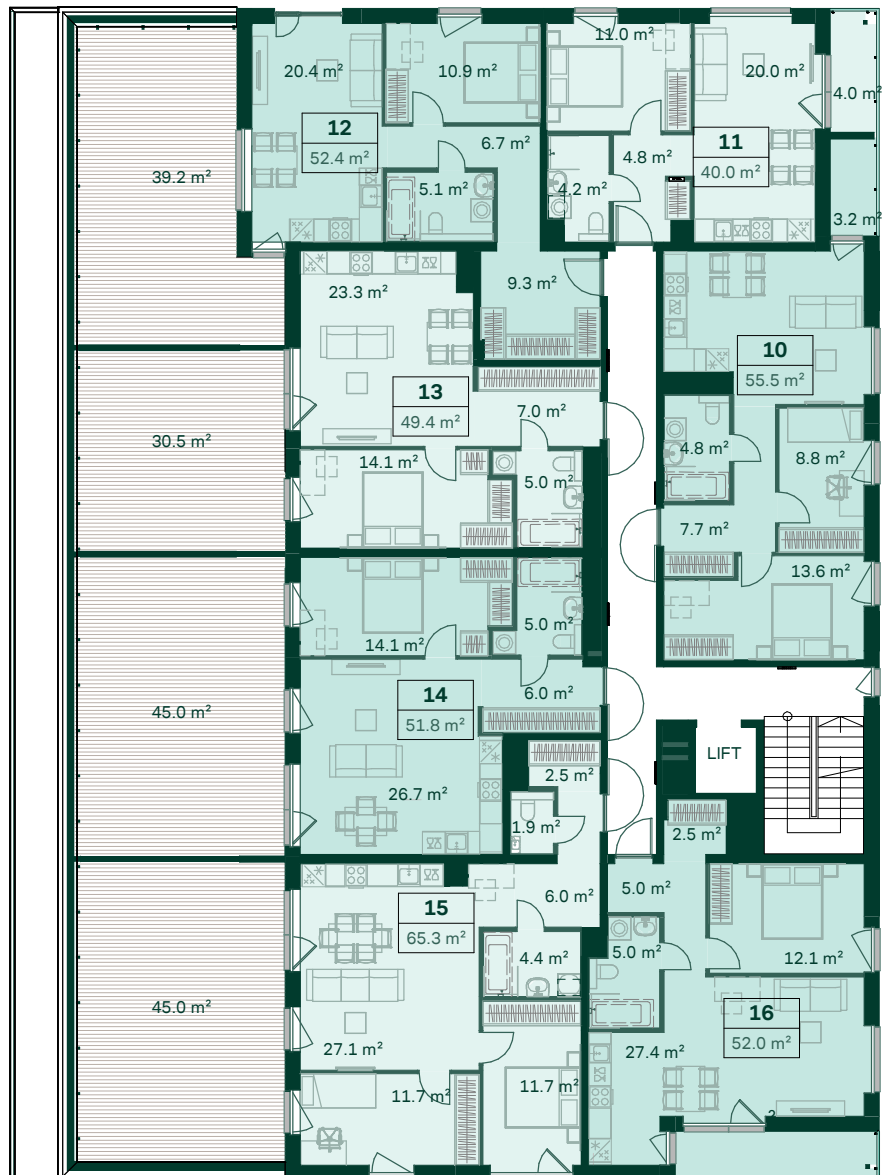 20.4 m²
10.9 m²
11.0 m²
20.0 m²
4.0 m²
12
52.4 m²
6.7 m²
4.8 m²
11
40.0 m²
39.2 m²
5.1 m²
4.2 m²
3.2 m²
23.3 m²
9.3 m²
10
55.5 m²
13
49.4 m²
7.0 m²
30.5 m²
14.1 m²
5.0 m²
4.8 m²
8.8 m²
7.7 m²
13.6 m²
14.1 m²
5.0 m²
45.0 m²
14
51.8 m²
6.0 m²
26.7 m²
2.5 m²
LIFT
1.9 m²
2.5 m²
15
65.3 m²
6.0 m²
5.0 m²
45.0 m²
4.4 m²
5.0 m²
12.1 m²
27.1 m²
16
52.0 m²
27.4 m²
11.7 m²
11.7 m²
2